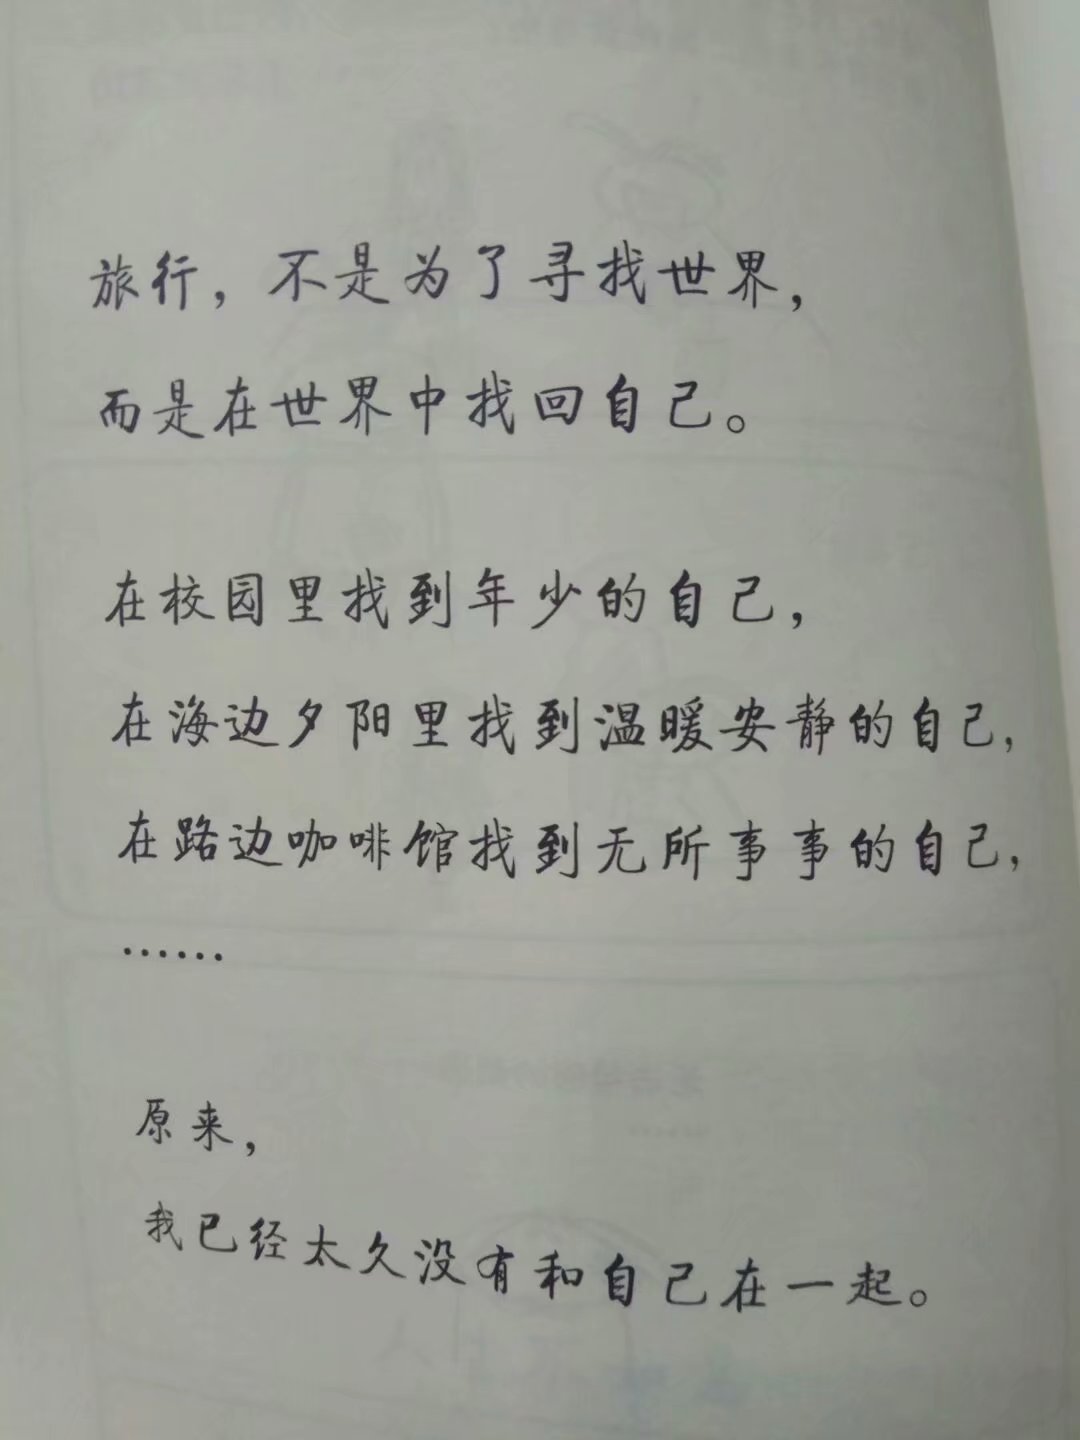 旅行，不是为了寻找世界，
而是在世界中找回自己。
在校园里找到年少的自己，
在海边夕阳里找到温暖安静的自己，
在路边咖啡馆找到无所事事的自己，
……
原来，
我已经太久没有和自己在一起。